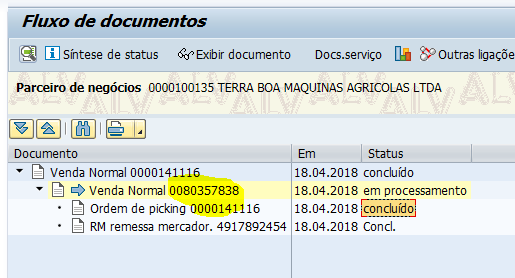 Fluxo de documentos
Síntese de status Exibir documento Docs.serviço Outras ligaçõe
Parceiro de negócios 0000100135 TERRA BOA MAQUINAS AGRICOLAS LTDA
Documento Em Status
Venda Normal 0000141116 18.04.2018 concluído
Venda Normal 0080357838 18.04.2018 em processamento
Ordem de picking 0000141116 18.04.2018 concluído
RM remessa mercador. 4917892454 18.04.2018 Concl.